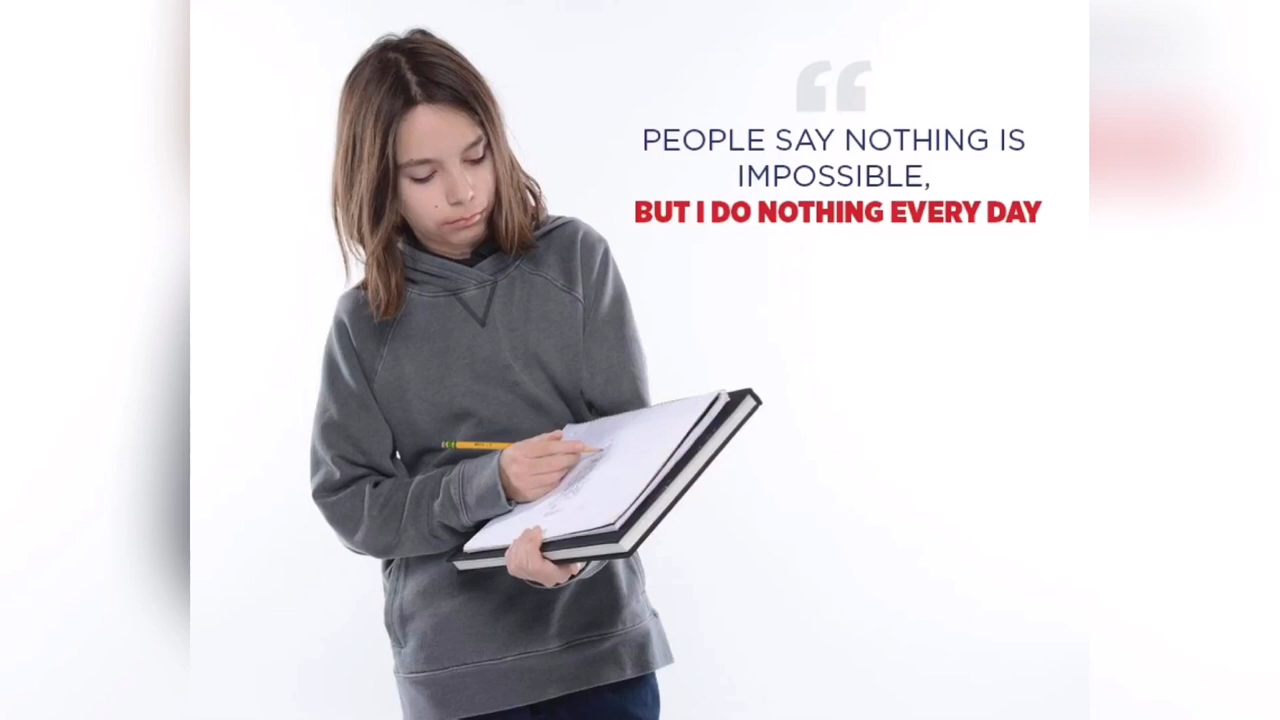 PEOPLE SAY NOTHING IS
IMPOSSIBLE,
BUT I DO NOTHING EVERY DAY